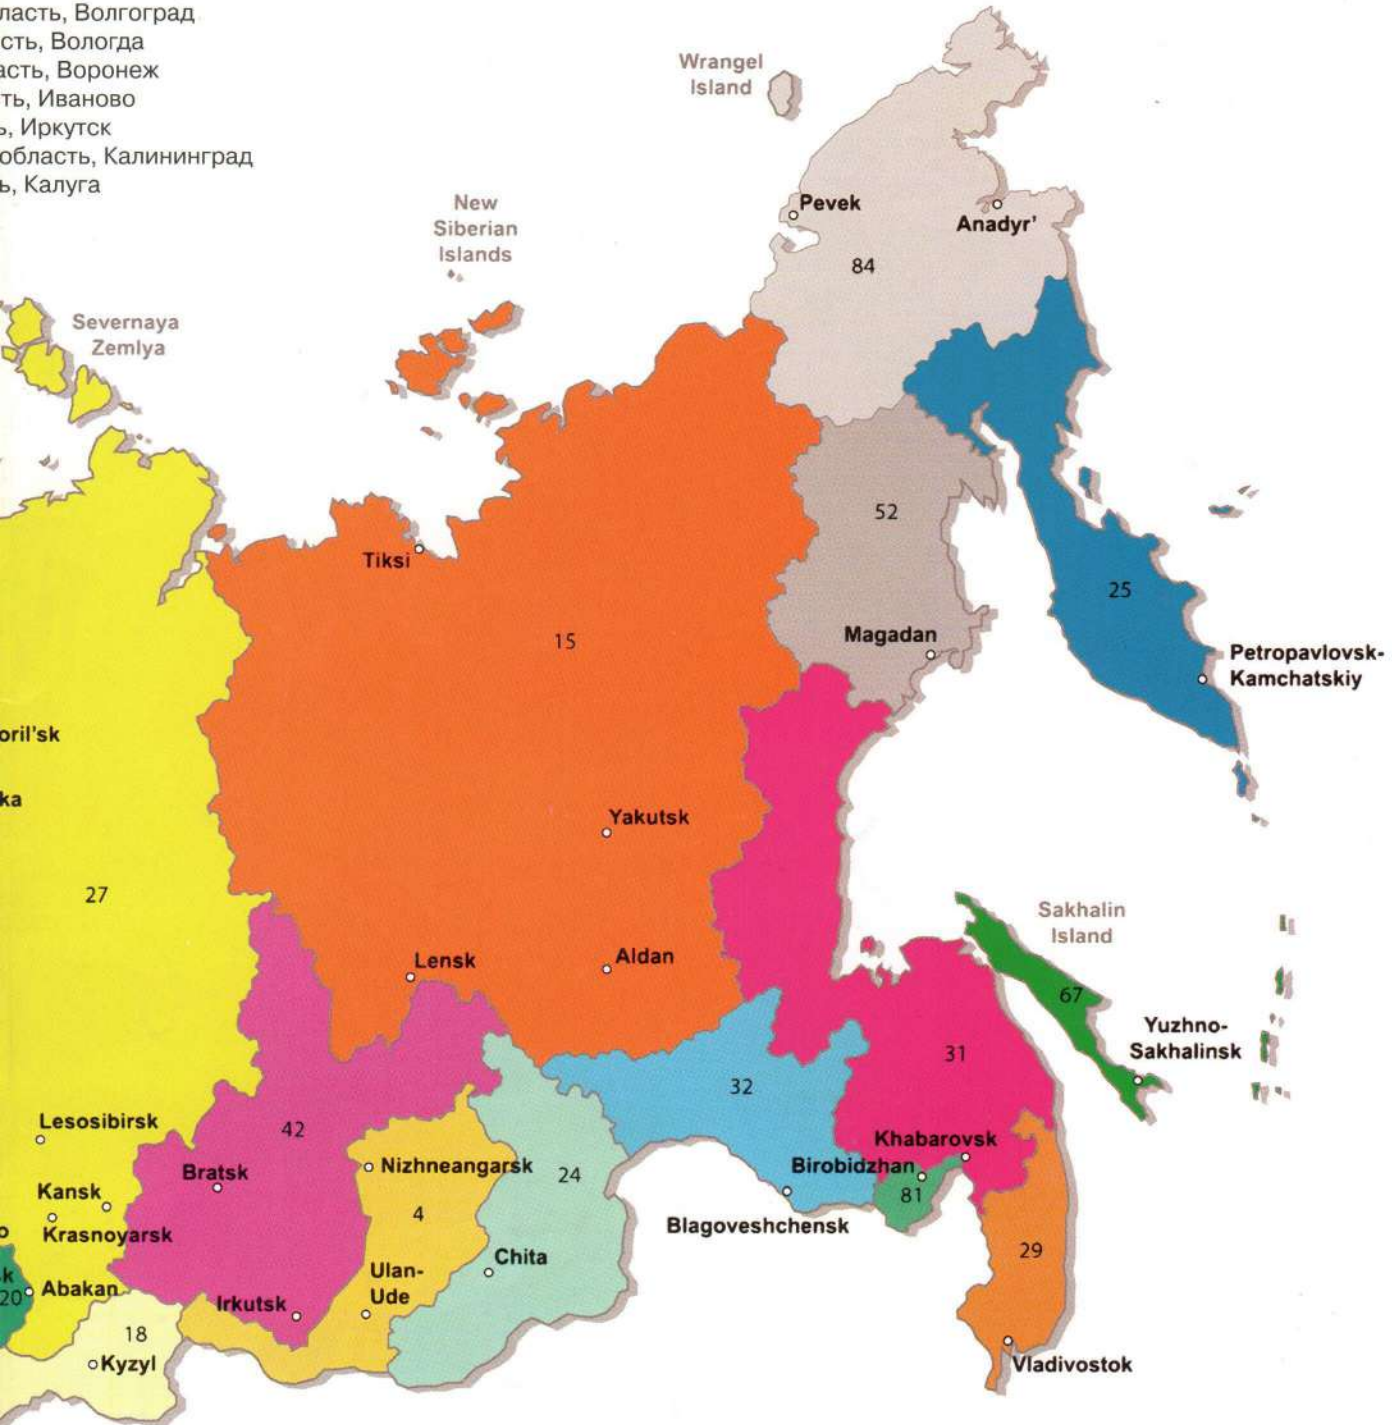 ласть, Волгоград
сть, Вологда
асть, Воронеж
ть, Иваново
ь, Иркутск
область, Калининград
ь, Калуга
Wrangel
Island
Pevek
Anadyr’
84
New
Siberian
Islands
Severnaya
Zemlya
52
Tiksi
25
15
Magadan
Petropavlovsk-
Kamchatskiy
oril’sk
ka
Yakutsk
27
Sakhalin
Island
Lensk
Aldan
67
Yuzhno-
Sakhalinsk
31
32
Lesosibirsk
42
Khabarovsk
Bratsk
Nizhneangarsk
Birobidzhan
24
Kansk
81
4
Krasnoyarsk
Blagoveshchensk
o
Chita
29
Ulan-
Ude
k
Abakan
20
Irkutsk
18
Kyzyl
Vladivostok